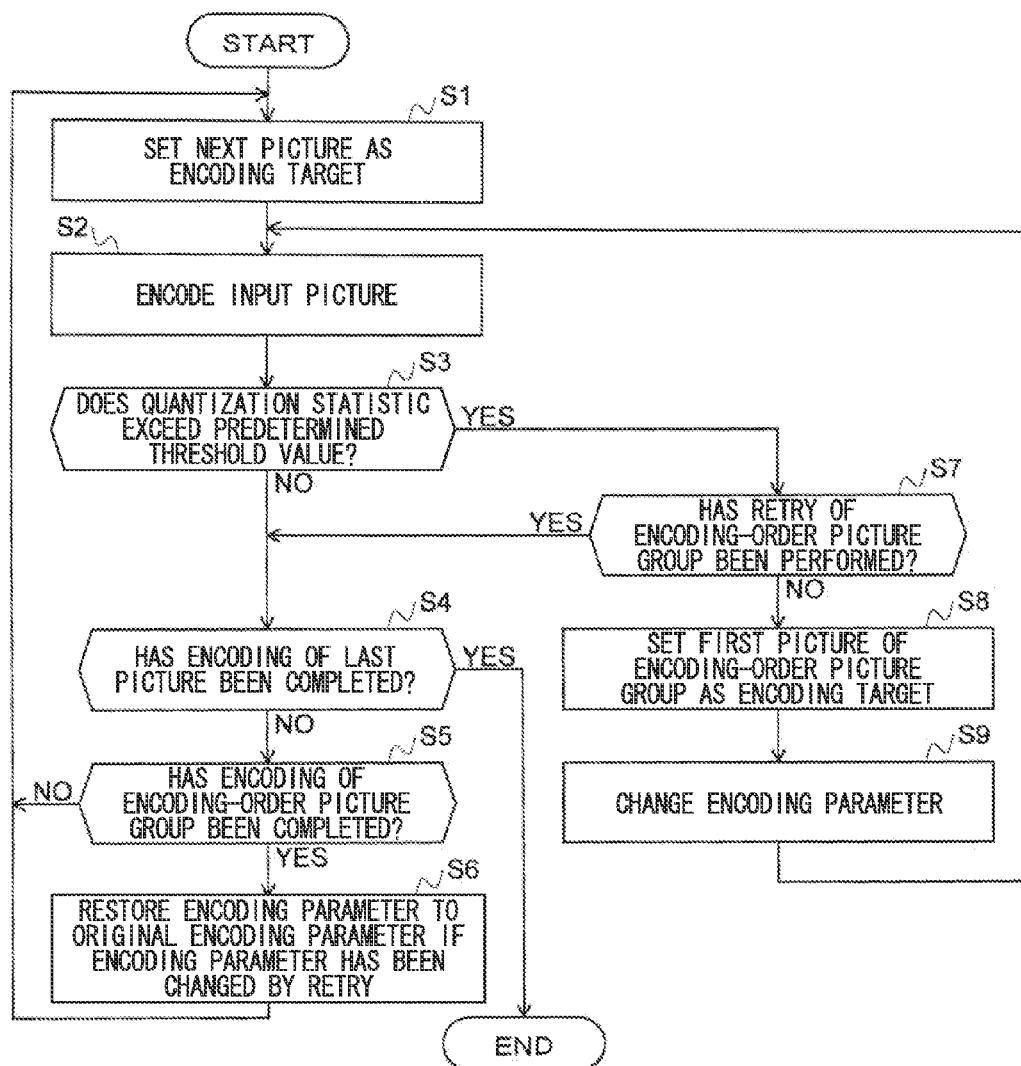 START
S1
SET NEXT PICTURE AS
ENCODING TARGET
S2
ENCODE INPUT PICTURE
S3
DOES QUANTIZATION STATISTIC
EXCEED PREDETERMINED
THRESHOLD VALUE?
YES
NO
S7
HAS RETRY OF
ENCODING-ORDER PICTURE
GROUP BEEN PERFORMED?
YES
NO
S4
HAS ENCODING OF LAST
PICTURE BEEN COMPLETED?
YES
NO
S8
SET FIRST PICTURE OF
ENCODING-ORDER PICTURE
GROUP AS ENCODING TARGET
S5
HAS ENCODING OF
ENCODING-ORDER PICTURE
GROUP BEEN COMPLETED?
NO
YES
S9
CHANGE ENCODING PARAMETER
S6
RESTORE ENCODING PARAMETER TO
ORIGINAL ENCODING PARAMETER IF
ENCODING PARAMETER HAS BEEN
CHANGED BY RETRY
END